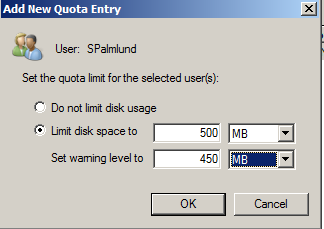 Add New Quota Entry
User: SPalmlund
Set the quota limit for the selected user(s):
Do not limit disk usage
Limit disk space to 500 MB
Set warning level to 450 MB
OK Cancel